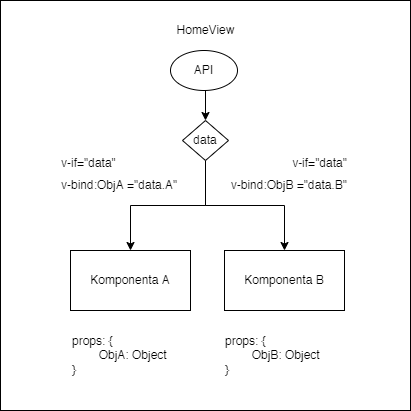 HomeView
API
data
v-if="data"
v-if="data"
v-bind:ObjA ="data.A"
v-bind:ObjB ="data.B"
Komponenta A
Komponenta B
props: {
ObjA: Object
}
props: {
ObjB: Object
}